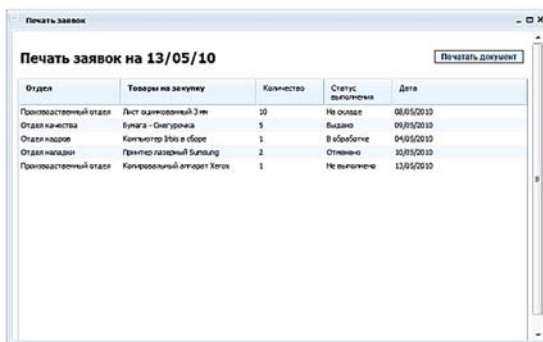 Печать заявок
Печать заявок на 13/05/10
Печатать документ
Отдел Товары на закупку Количество Статус выполнения Дата
Производственный отдел Лист оцинкованный 3 мм 10 На складе 08/05/2010
Отдел качества Бумага - Снегурочка 5 Выдано 09/05/2010
Отдел кадров Компьютер Irbis в сборе 1 В обработке 04/05/2010
Отдел наладки Принтер лазерный Sumsung 2 Отменено 10/05/2010
Производственный отдел Копировальный аппарат Xerox 1 Не выполнено 13/05/2010